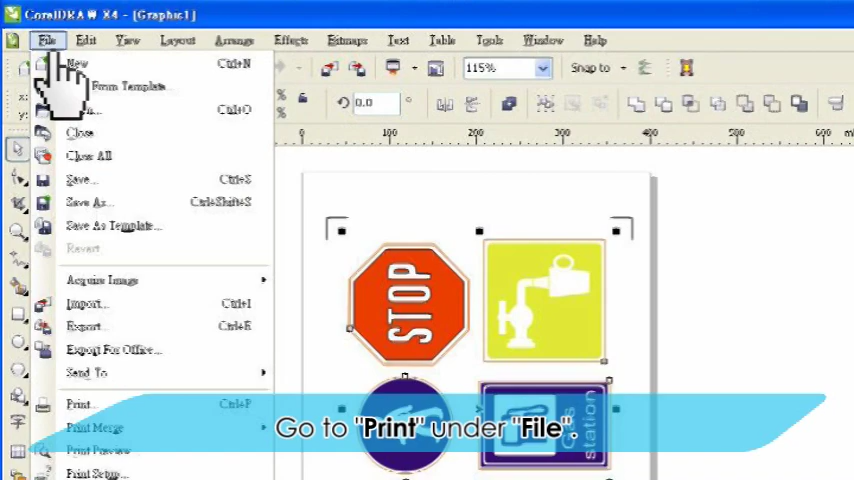 CorelDRAW X4 - [Graphic1]
File Edit View Layout Arrange Effects Bitmaps Text Table Tools Window Help
New Ctrl+N
115% Snap to
From Template...
x: % 0.0 °
y: %
Ctrl+O
Close
0 100 200 300 400 500 600
Close All
Save... Ctrl+S
Save As... Ctrl+Shift+S
Save As Template...
Revert
Acquire Image
Import... Ctrl+I
STOP
Export... Ctrl+E
Export For Office...
Send To
Print... Ctrl+P
Print Merge
Go to "Print" under "File".
Gas station
Print Preview
Print Setup...